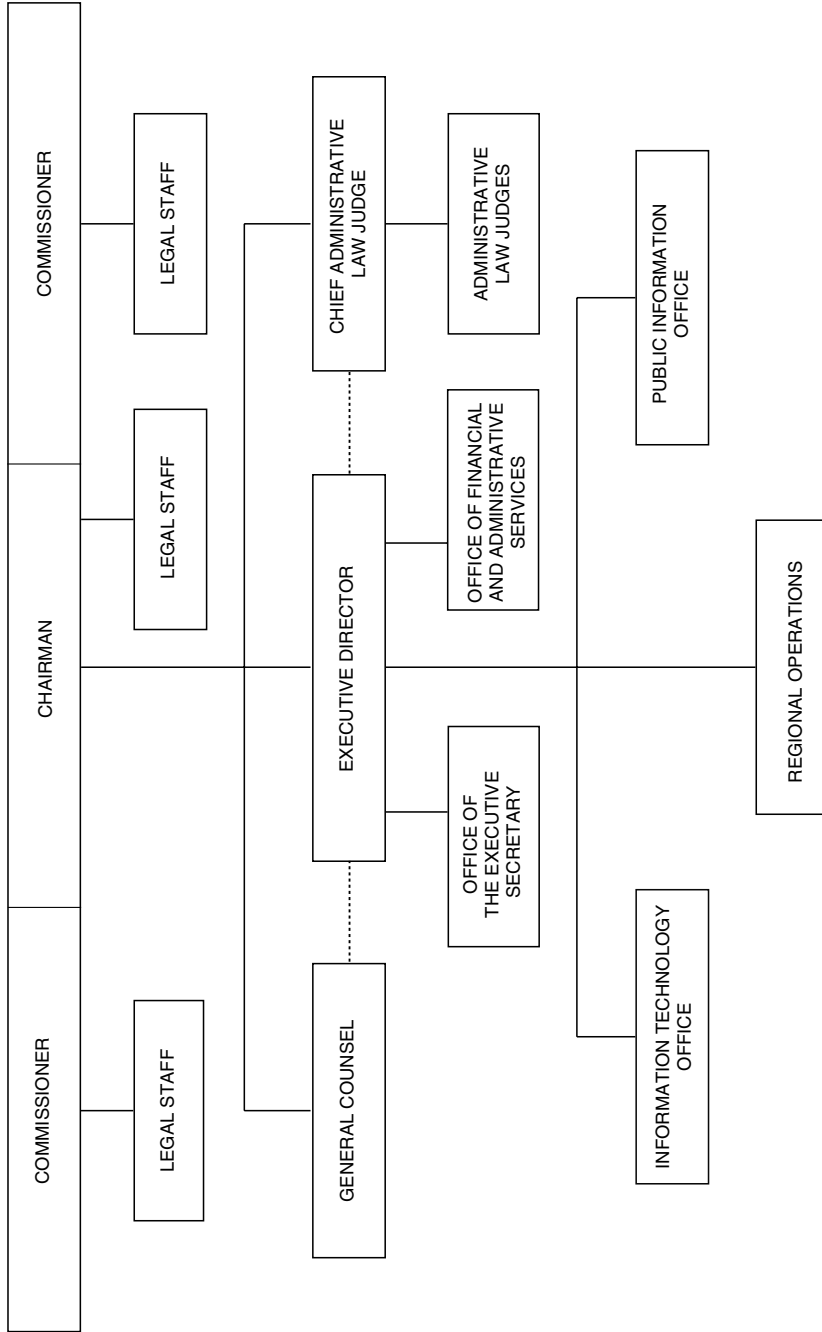 COMMISSIONER
CHAIRMAN
COMMISSIONER
LEGAL STAFF
LEGAL STAFF
LEGAL STAFF
GENERAL COUNSEL
EXECUTIVE DIRECTOR
CHIEF ADMINISTRATIVE
LAW JUDGE
OFFICE OF
THE EXECUTIVE
SECRETARY
OFFICE OF FINANCIAL
AND ADMINISTRATIVE
SERVICES
ADMINISTRATIVE
LAW JUDGES
INFORMATION TECHNOLOGY
OFFICE
PUBLIC INFORMATION
OFFICE
REGIONAL OPERATIONS